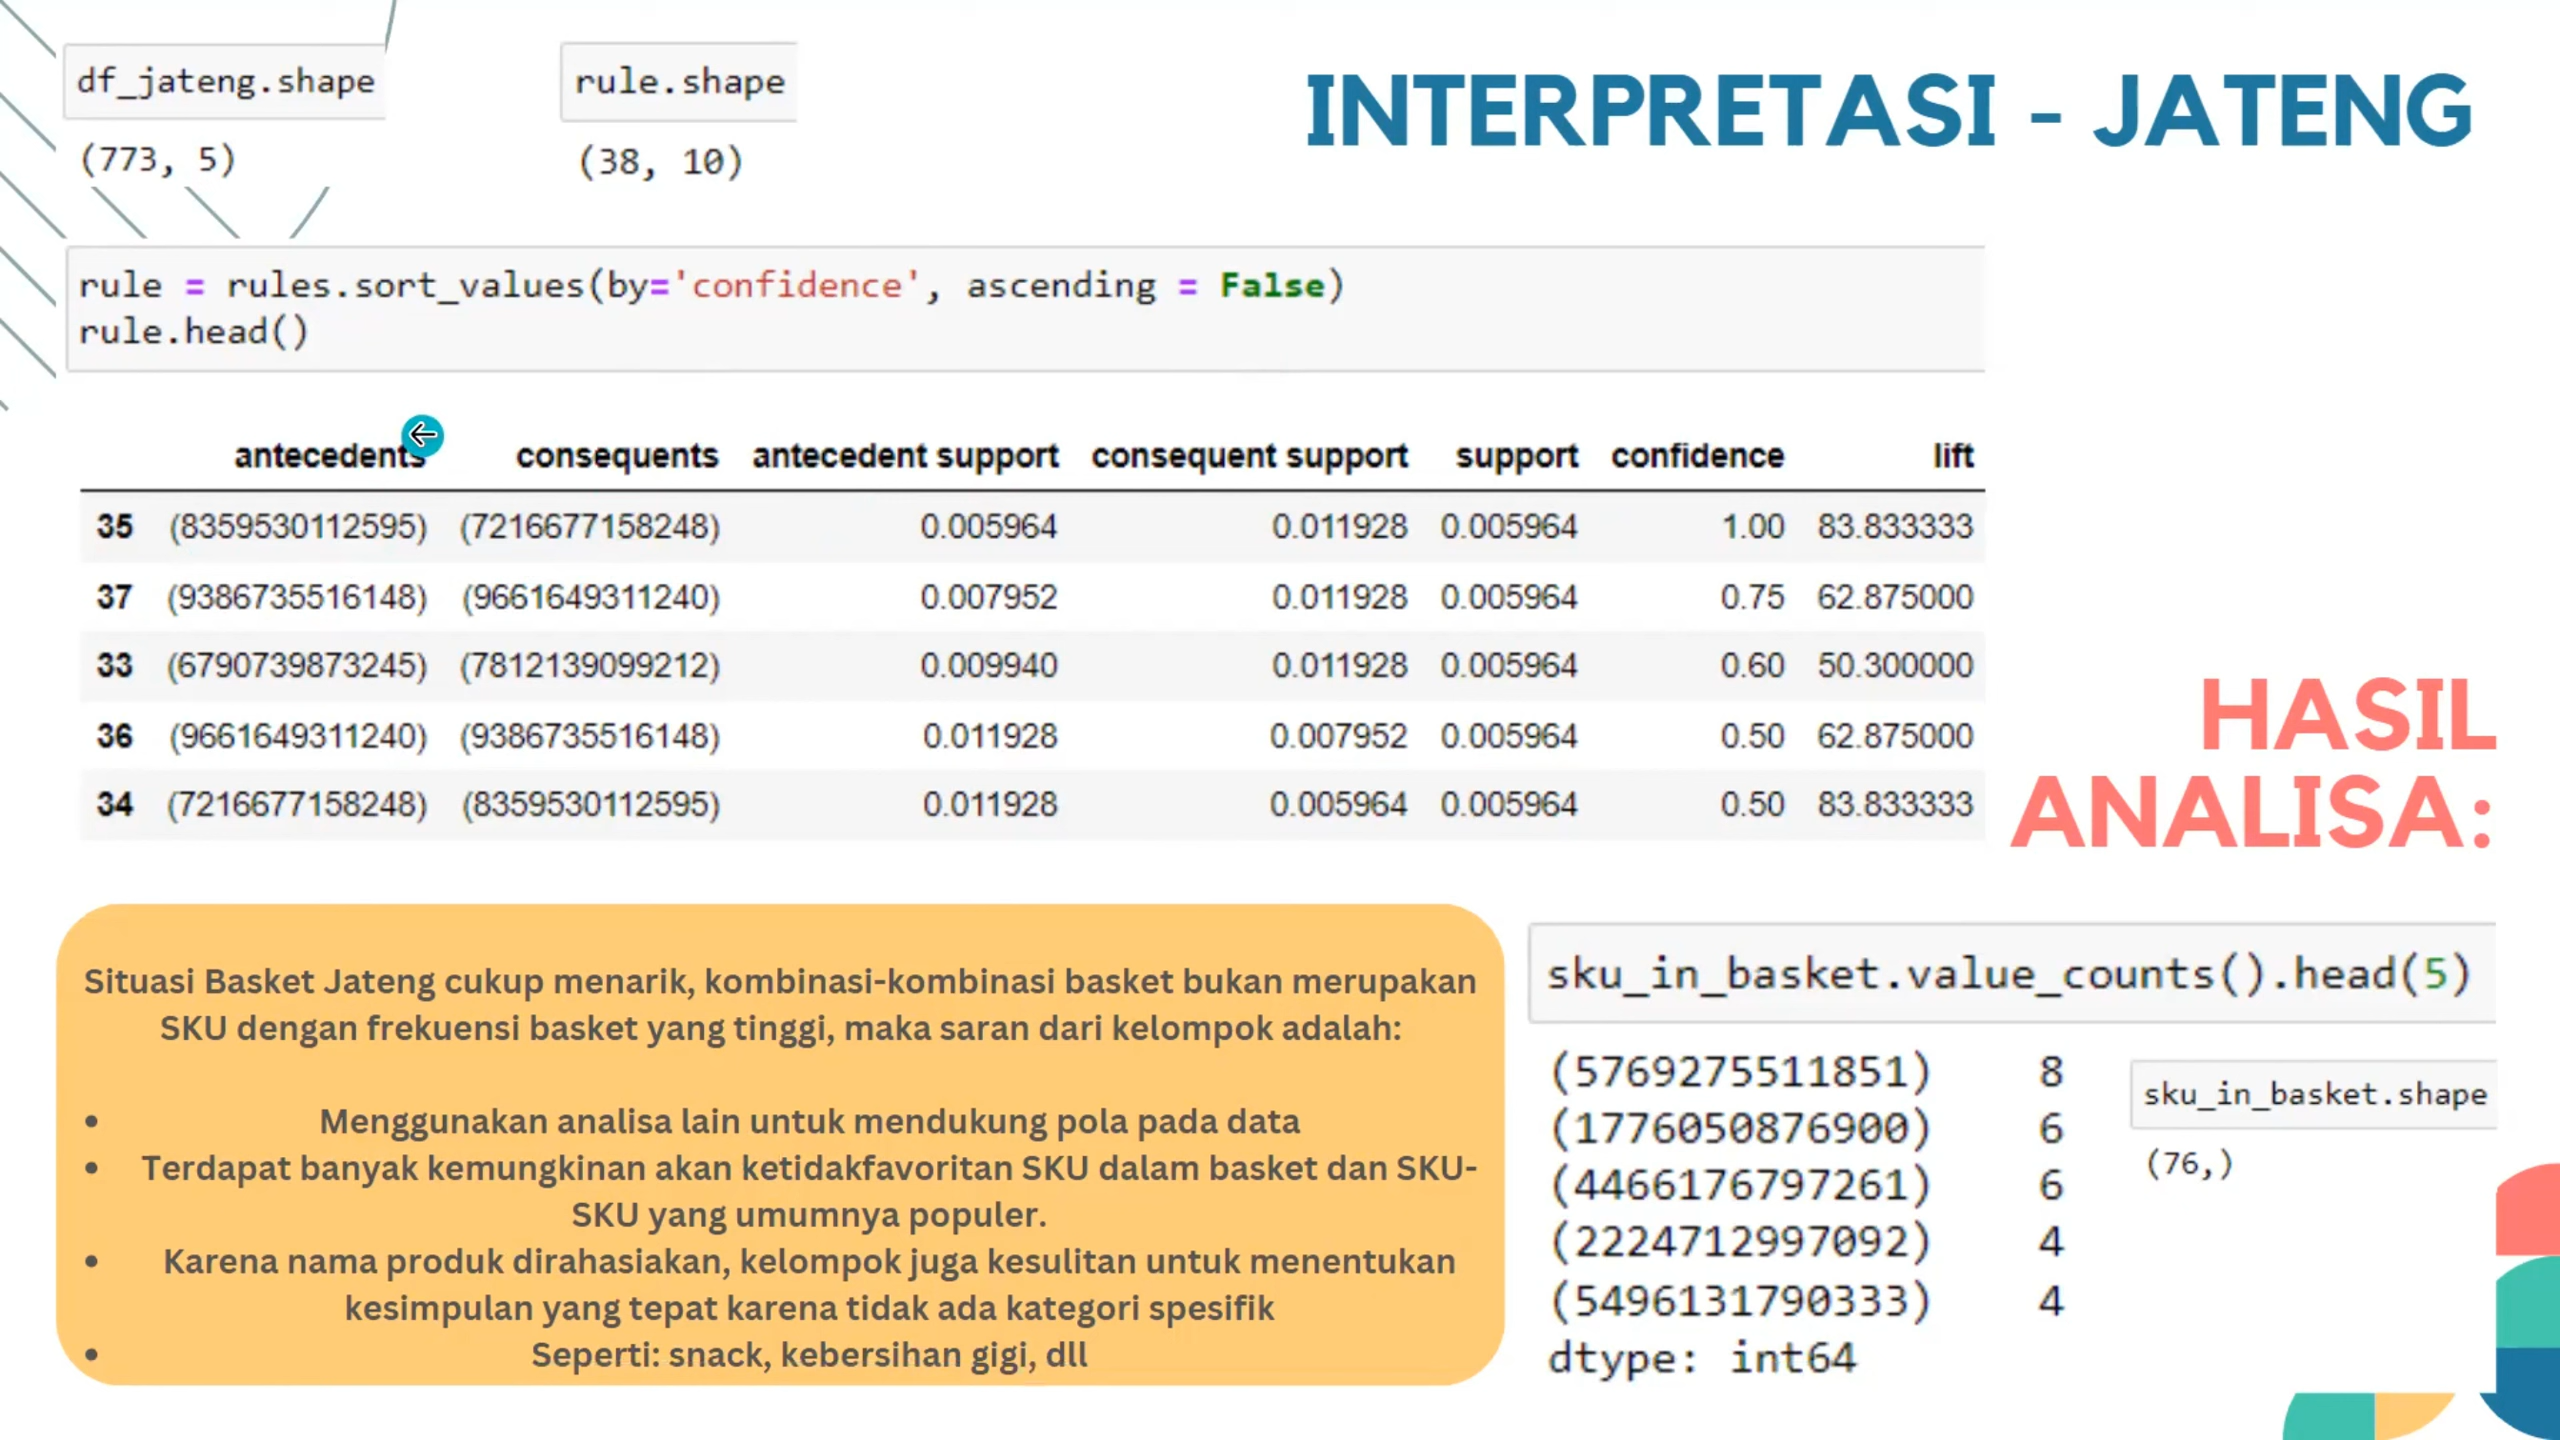 df_jateng.shape
(773, 5)
rule.shape
(38, 10)
INTERPRETASI - JATENG
rule = rules.sort_values(by='confidence', ascending = False)
rule.head()
antecedents consequents antecedent support consequent support support confidence lift
35 (8359530112595) (7216677158248) 0.005964 0.011928 0.005964 1.00 83.833333
37 (9386735516148) (9661649311240) 0.007952 0.011928 0.005964 0.75 62.875000
33 (6790739873245) (7812139099212) 0.009940 0.011928 0.005964 0.60 50.300000
36 (9661649311240) (9386735516148) 0.011928 0.007952 0.005964 0.50 62.875000
34 (7216677158248) (8359530112595) 0.011928 0.005964 0.005964 0.50 83.833333
HASIL
ANALISA:
Situasi Basket Jateng cukup menarik, kombinasi-kombinasi basket bukan merupakan
SKU dengan frekuensi basket yang tinggi, maka saran dari kelompok adalah:
• Menggunakan analisa lain untuk mendukung pola pada data
• Terdapat banyak kemungkinan akan ketidakfavoritan SKU dalam basket dan SKU-
SKU yang umumnya populer.
• Karena nama produk dirahasiakan, kelompok juga kesulitan untuk menentukan
kesimpulan yang tepat karena tidak ada kategori spesifik
• Seperti: snack, kebersihan gigi, dll
sku_in_basket.value_counts().head(5)
(5769275511851) 8
(1776050876900) 6
(4466176797261) 6
(2224712997092) 4
(5496131790333) 4
dtype: int64
sku_in_basket.shape
(76,)